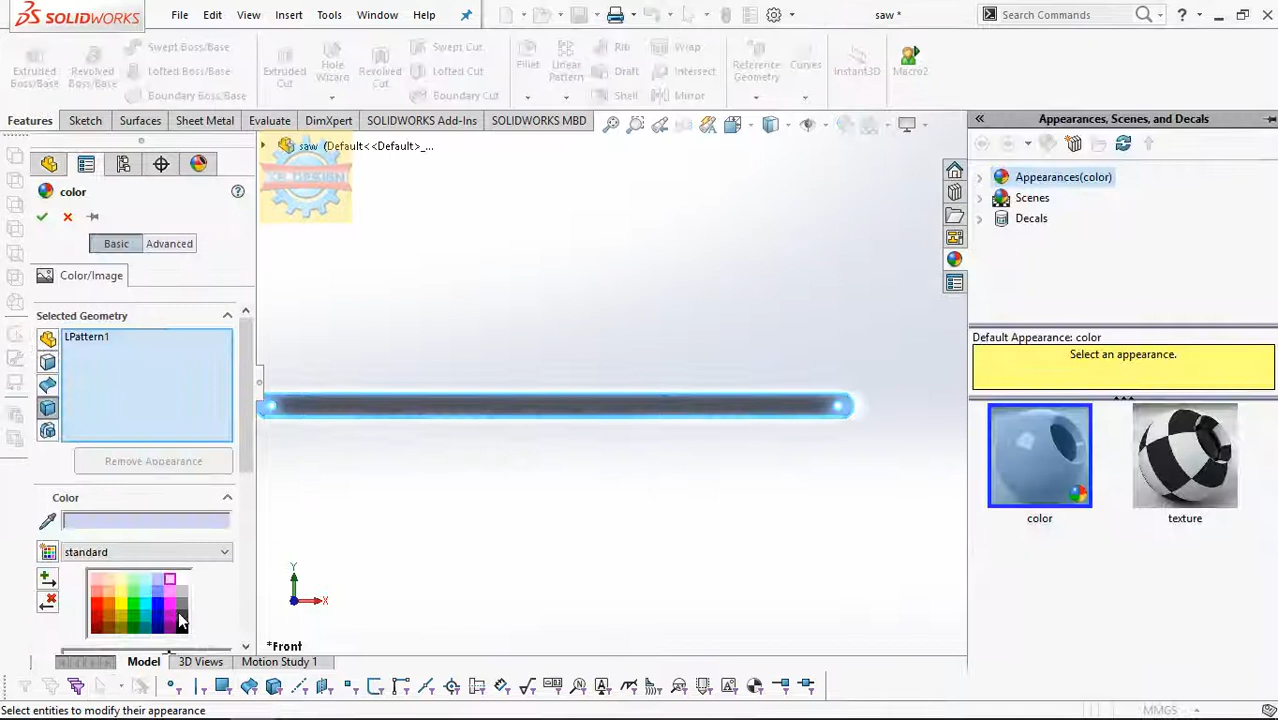 SOLIDWORKS
File Edit View Insert Tools Window Help
saw *
Search Commands
Extruded Boss/Base
Revolved Boss/Base
Swept Boss/Base
Lofted Boss/Base
Boundary Boss/Base
Extruded Cut
Hole Wizard
Revolved Cut
Swept Cut
Lofted Cut
Boundary Cut
Fillet
Linear Pattern
Rib
Draft
Shell
Wrap
Intersect
Mirror
Reference Geometry
Curves
Instant3D
Macro2
Features Sketch Surfaces Sheet Metal Evaluate DimXpert SOLIDWORKS Add-Ins SOLIDWORKS MBD
saw (Default<<Default>_...
DESIGN
color
Basic Advanced
Color/Image
Selected Geometry
LPattern1
Remove Appearance
Color
standard
Y
X
*Front
Appearances, Scenes, and Decals
Appearances(color)
Scenes
Decals
Default Appearance: color
Select an appearance.
color texture
Model 3D Views Motion Study 1
Select entities to modify their appearance
MMGS